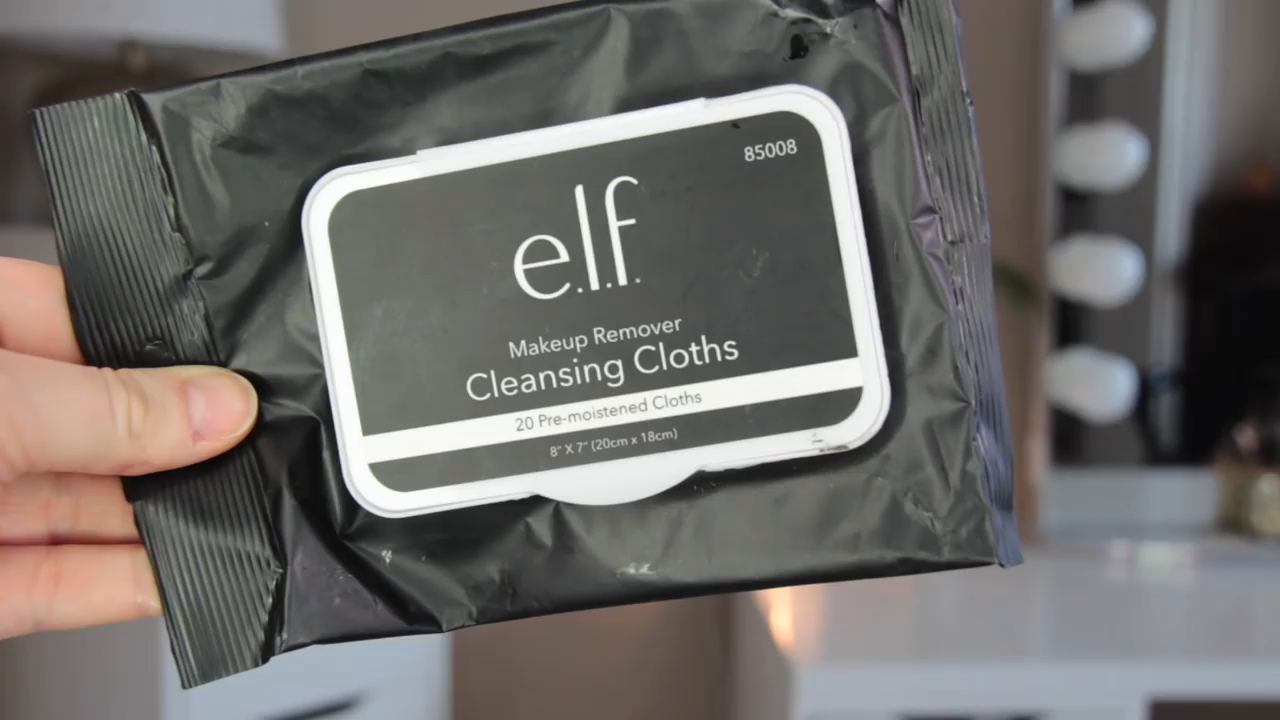 85008
e.l.f.
Makeup Remover
Cleansing Cloths
20 Pre-moistened Cloths
8" X 7" (20cm x 18cm)